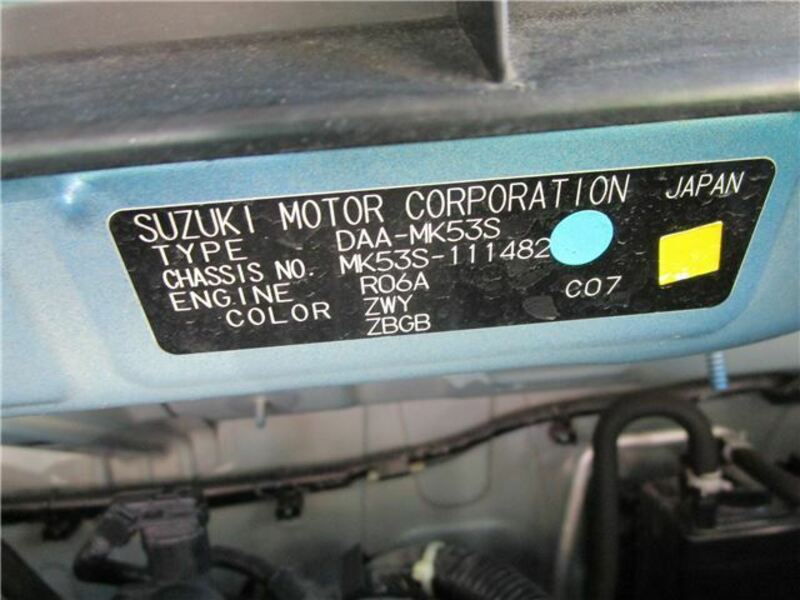 SUZUKI MOTOR CORPORATION JAPAN
TYPE DAA-MK53S
CHASSIS NO. MK53S-111482
ENGINE R06A C07
COLOR ZWY
ZBGB